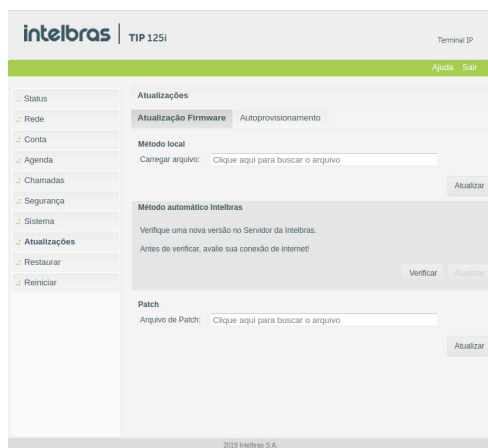 intelbras TIP 125i
Terminal IP
Ajuda Sair
.: Status
.: Rede
.: Conta
.: Agenda
.: Chamadas
.: Segurança
.: Sistema
.: Atualizações
.: Restaurar
.: Reiniciar
Atualizações
Atualização Firmware Autoprovisionamento
Método local
Carregar arquivo: Clique aqui para buscar o arquivo
Atualizar
Método automático Intelbras
Verifique uma nova versão no Servidor da Intelbras.
Antes de verificar, avalie sua conexão de internet!
Verificar Atualizar
Patch
Arquivo de Patch: Clique aqui para buscar o arquivo
Atualizar
2019 Intelbras S.A.